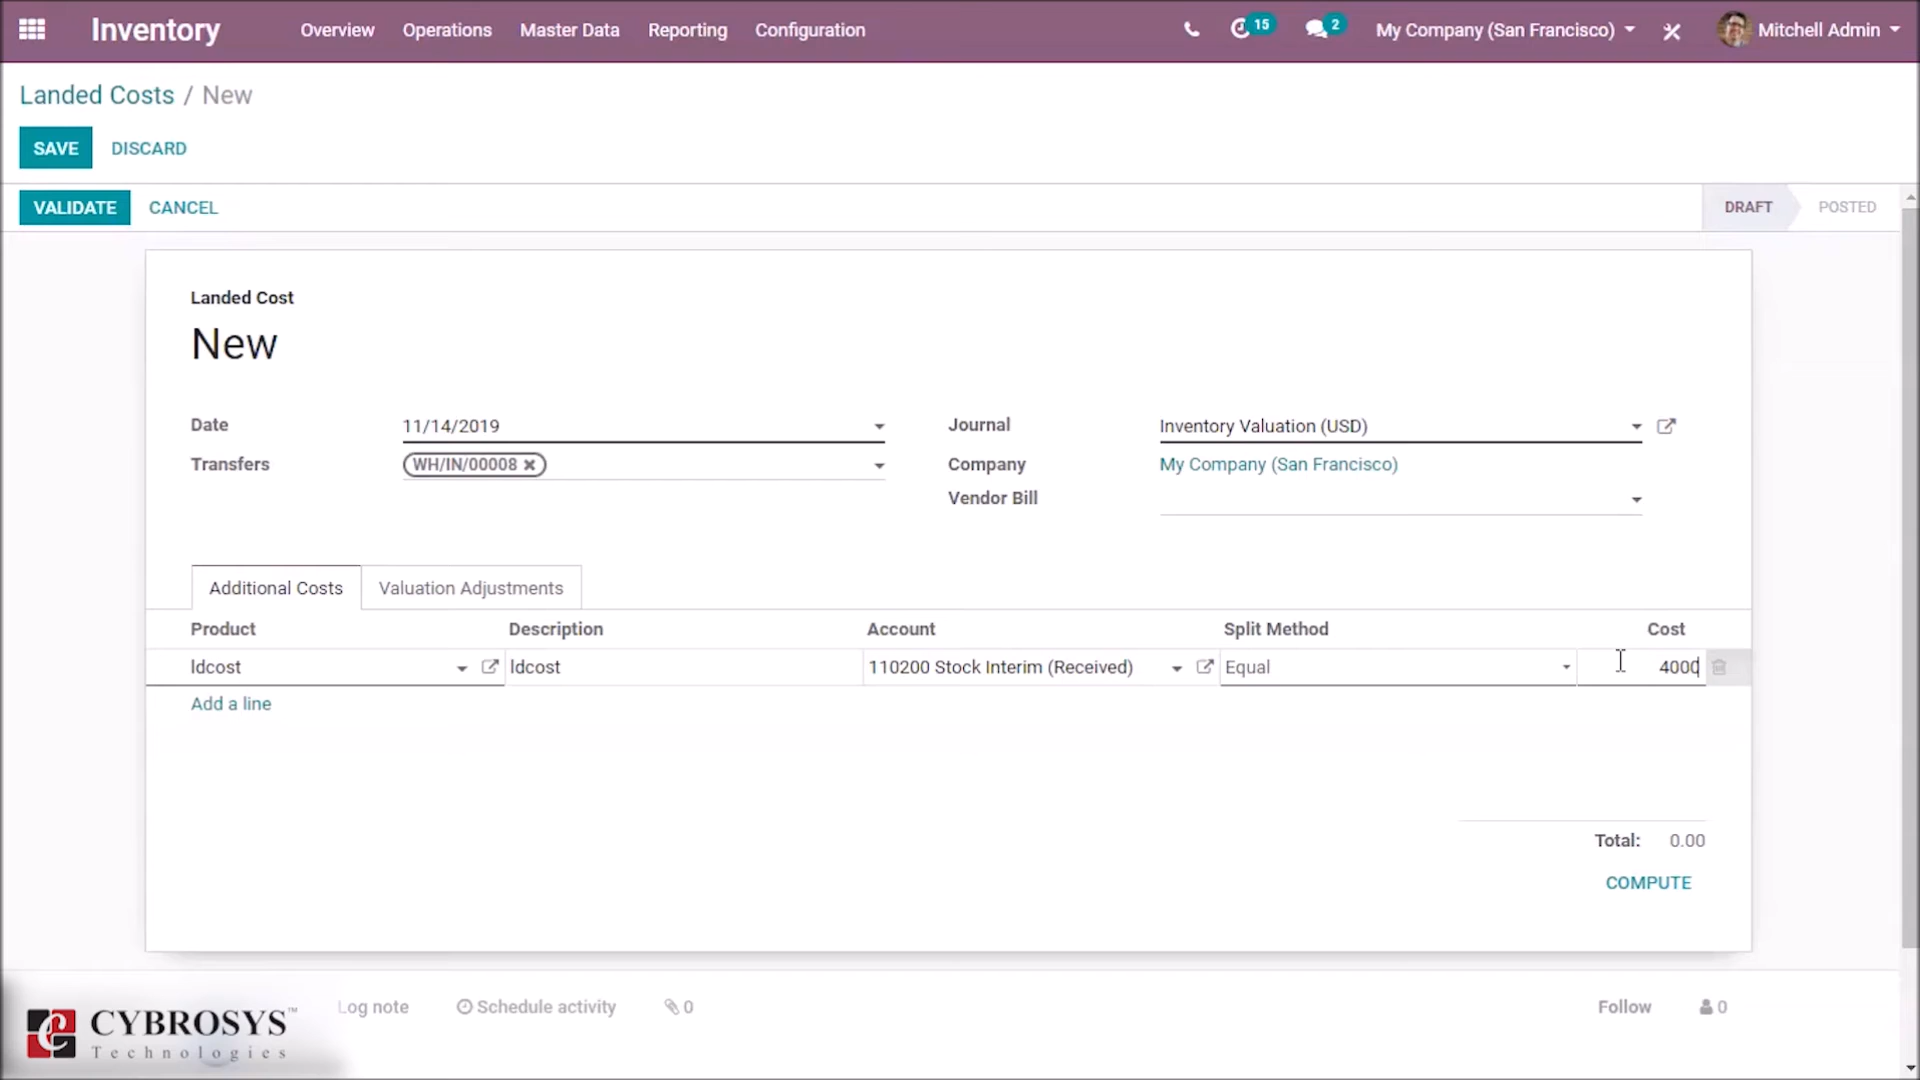 Inventory Overview Operations Master Data Reporting Configuration 15 2 My Company (San Francisco) Mitchell Admin
Landed Costs / New
SAVE DISCARD
VALIDATE CANCEL DRAFT POSTED
Landed Cost
New
Date 11/14/2019 Journal Inventory Valuation (USD)
Transfers WH/IN/00008 Company My Company (San Francisco)
Vendor Bill
Additional Costs Valuation Adjustments
Product Description Account Split Method Cost
ldcost ldcost 110200 Stock Interim (Received) Equal 4000
Add a line
Total: 0.00
COMPUTE
Log note Schedule activity 0 Follow 0
CYBROSYS™
Technologies